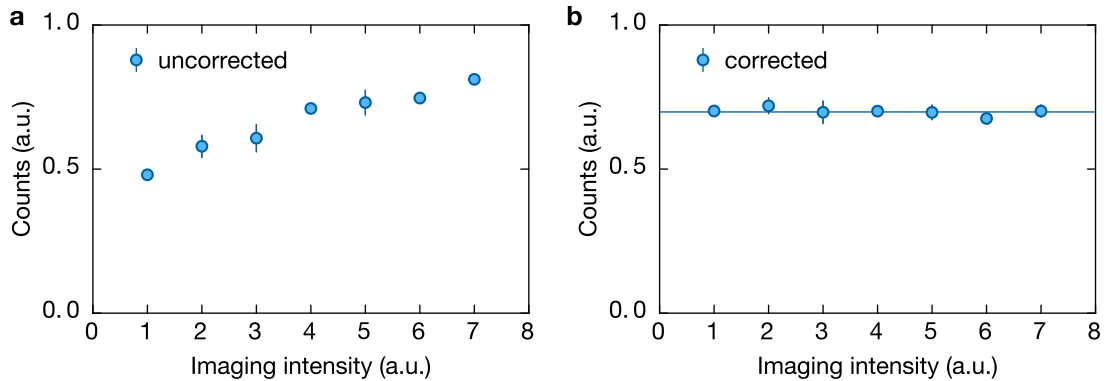 a
1.0
uncorrected
Counts (a.u.)
0.5
0.0
0 1 2 3 4 5 6 7 8
Imaging intensity (a.u.)
b
1.0
corrected
Counts (a.u.)
0.5
0.0
0 1 2 3 4 5 6 7 8
Imaging intensity (a.u.)